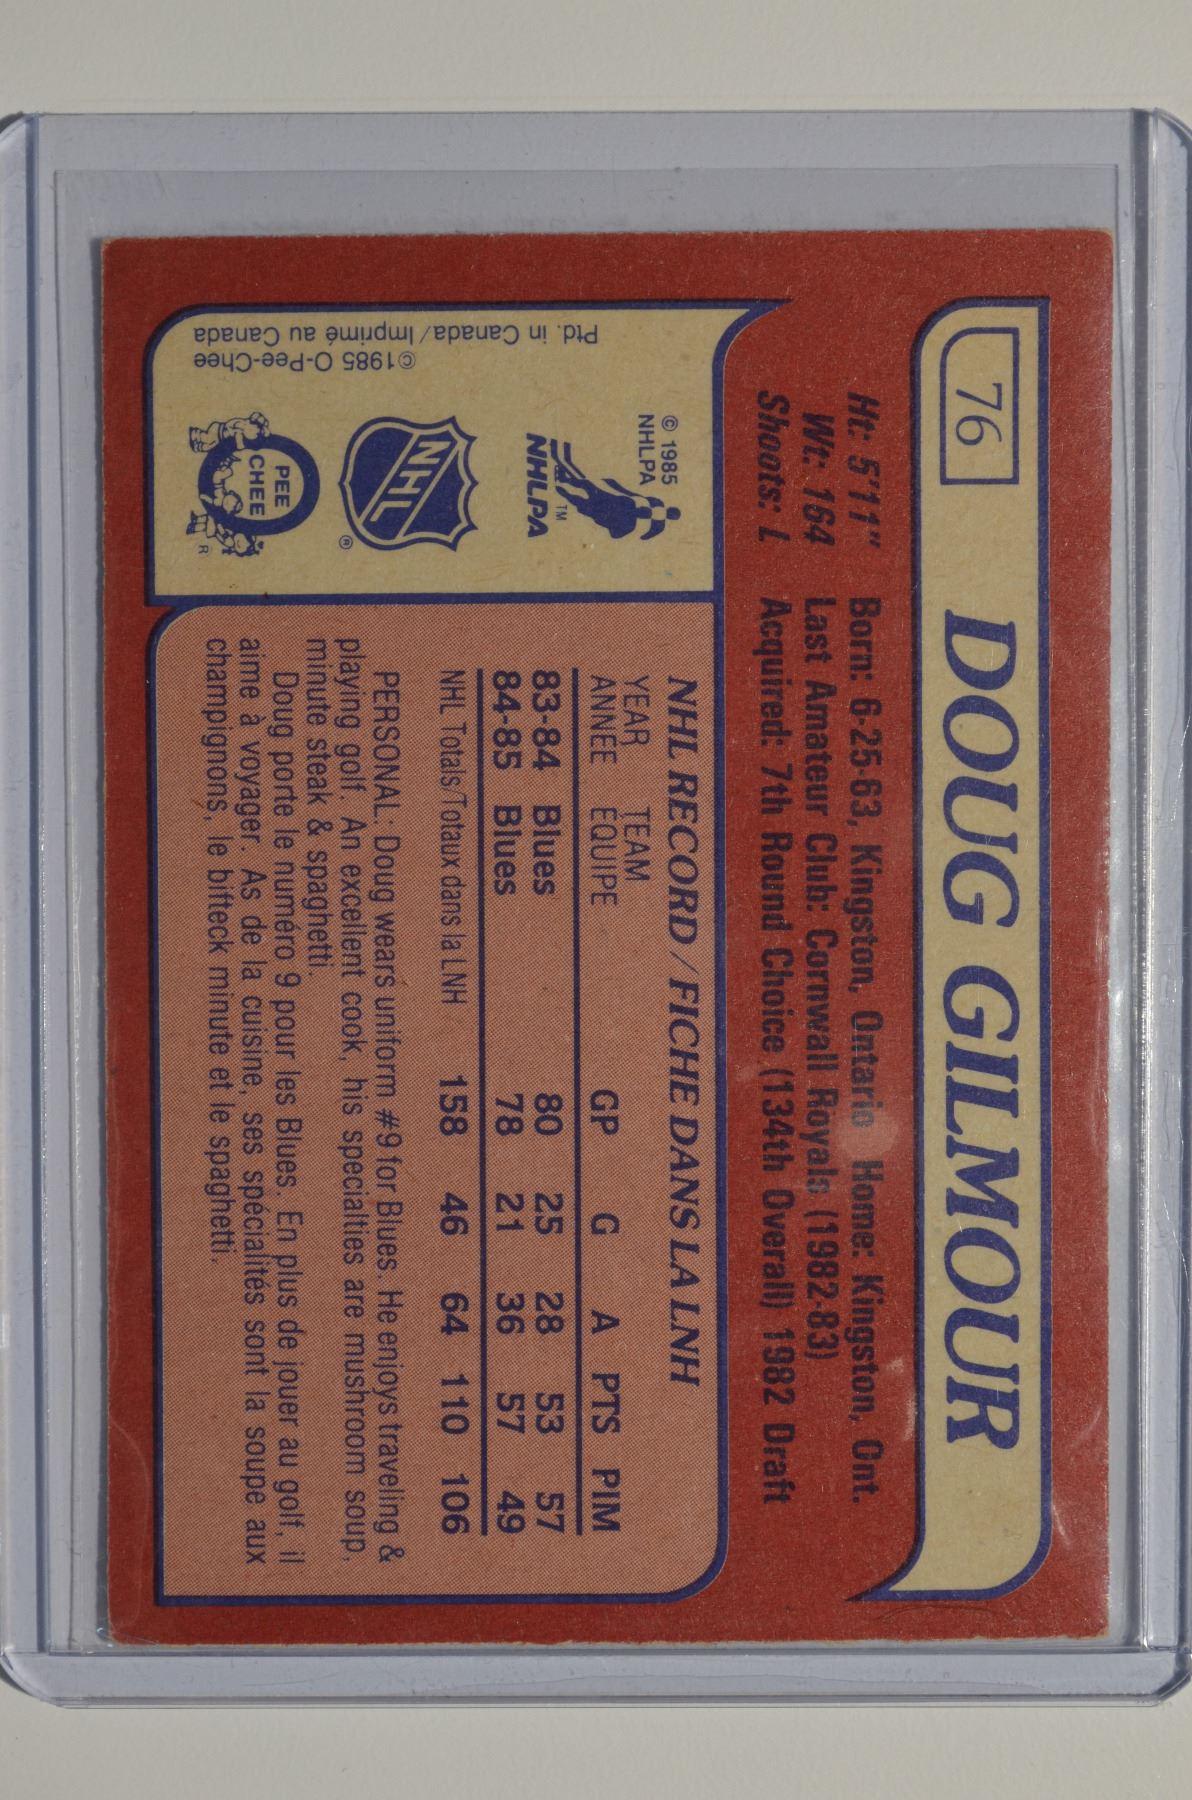 76
DOUG GILMOUR
Ht: 5'11" Born: 6-25-63, Kingston, Ontario Home: Kingston, Ont.
Wt: 164 Last Amateur Club: Cornwall Royals (1982-83)
Shoots: L Acquired: 7th Round Choice (134th Overall) 1982 Draft
© 1985
NHLPA
TM
NHLPA
NHL
®
PEE
CHEE
R
©1985 O-Pee-Chee
Ptd. in Canada/Imprimé au Canada
NHL RECORD/FICHE DANS LA LNH
YEAR TEAM
ANNÉE ÉQUIPE GP G A PTS PIM
83-84 Blues 80 25 28 53 57
84-85 Blues 78 21 36 57 49
NHL Totals/Totaux dans la LNH 158 46 64 110 106
PERSONAL: Doug wears uniform #9 for Blues. He enjoys traveling &
playing golf. An excellent cook, his specialties are mushroom soup,
minute steak & spaghetti.
Doug porte le numéro 9 pour les Blues. En plus de jouer au golf, il
aime à voyager. As de la cuisine, ses spécialités sont la soupe aux
champignons, le bifteck minute et le spaghetti.